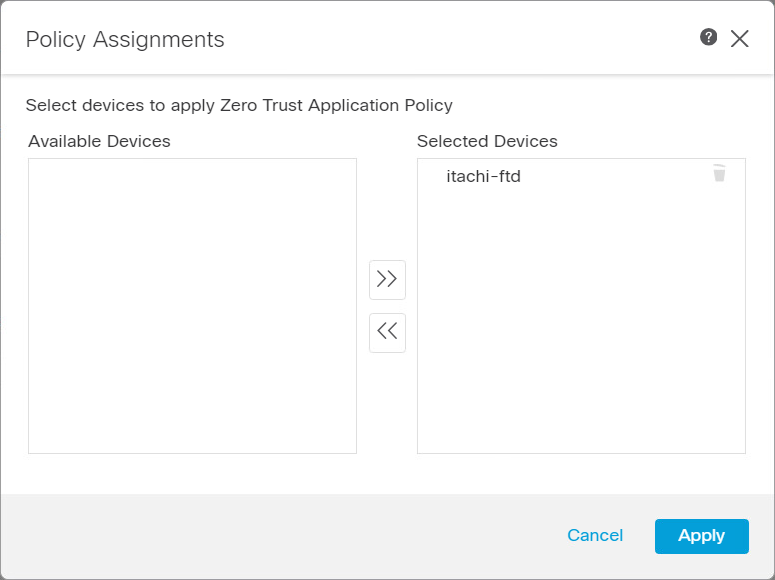 Policy Assignments
Select devices to apply Zero Trust Application Policy
Available Devices
Selected Devices
itachi-ftd
Cancel
Apply